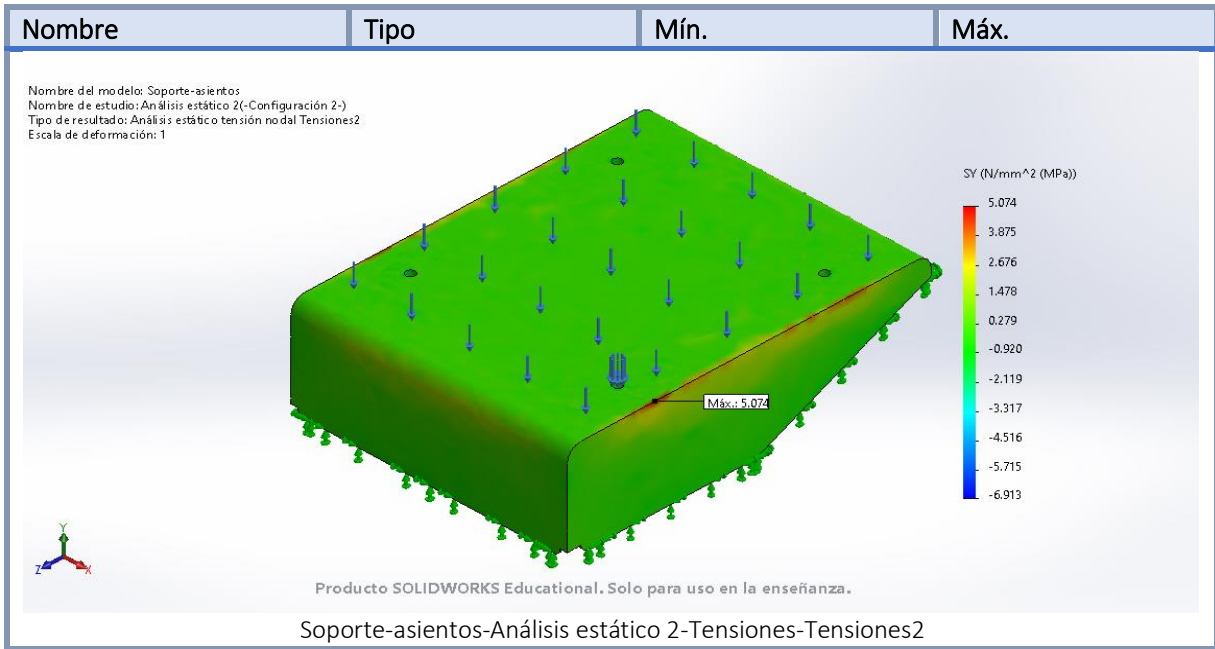 Nombre
Tipo
Mín.
Máx.
Nombre del modelo: Soporte-asientos
Nombre de estudio: Análisis estático 2(-Configuración 2-)
Tipo de resultado: Análisis estático tensión nodal Tensiones2
Escala de deformación: 1
SY (N/mm^2 (MPa))
5.074
3.875
2.676
1.478
0.279
-0.920
-2.119
-3.317
-4.516
-5.715
-6.913
Máx.: 5.074
Y
Z
X
Producto SOLIDWORKS Educational. Solo para uso en la enseñanza.
Soporte-asientos-Análisis estático 2-Tensiones-Tensiones2